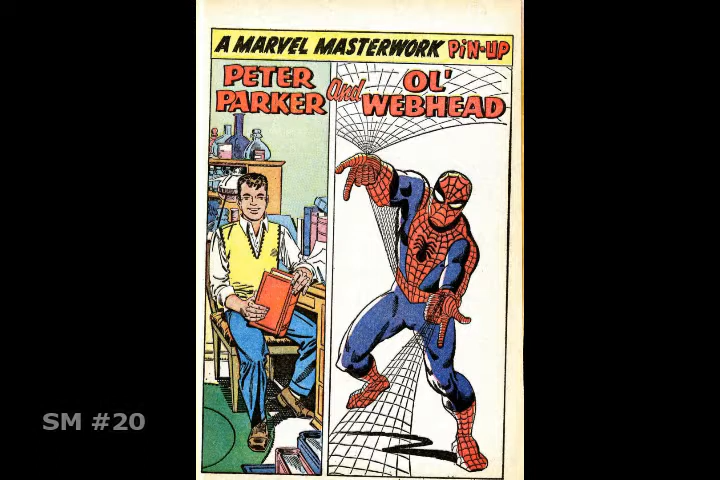 A MARVEL MASTERWORK PiN-UP
PETER PARKER and OL' WEBHEAD
SM #20